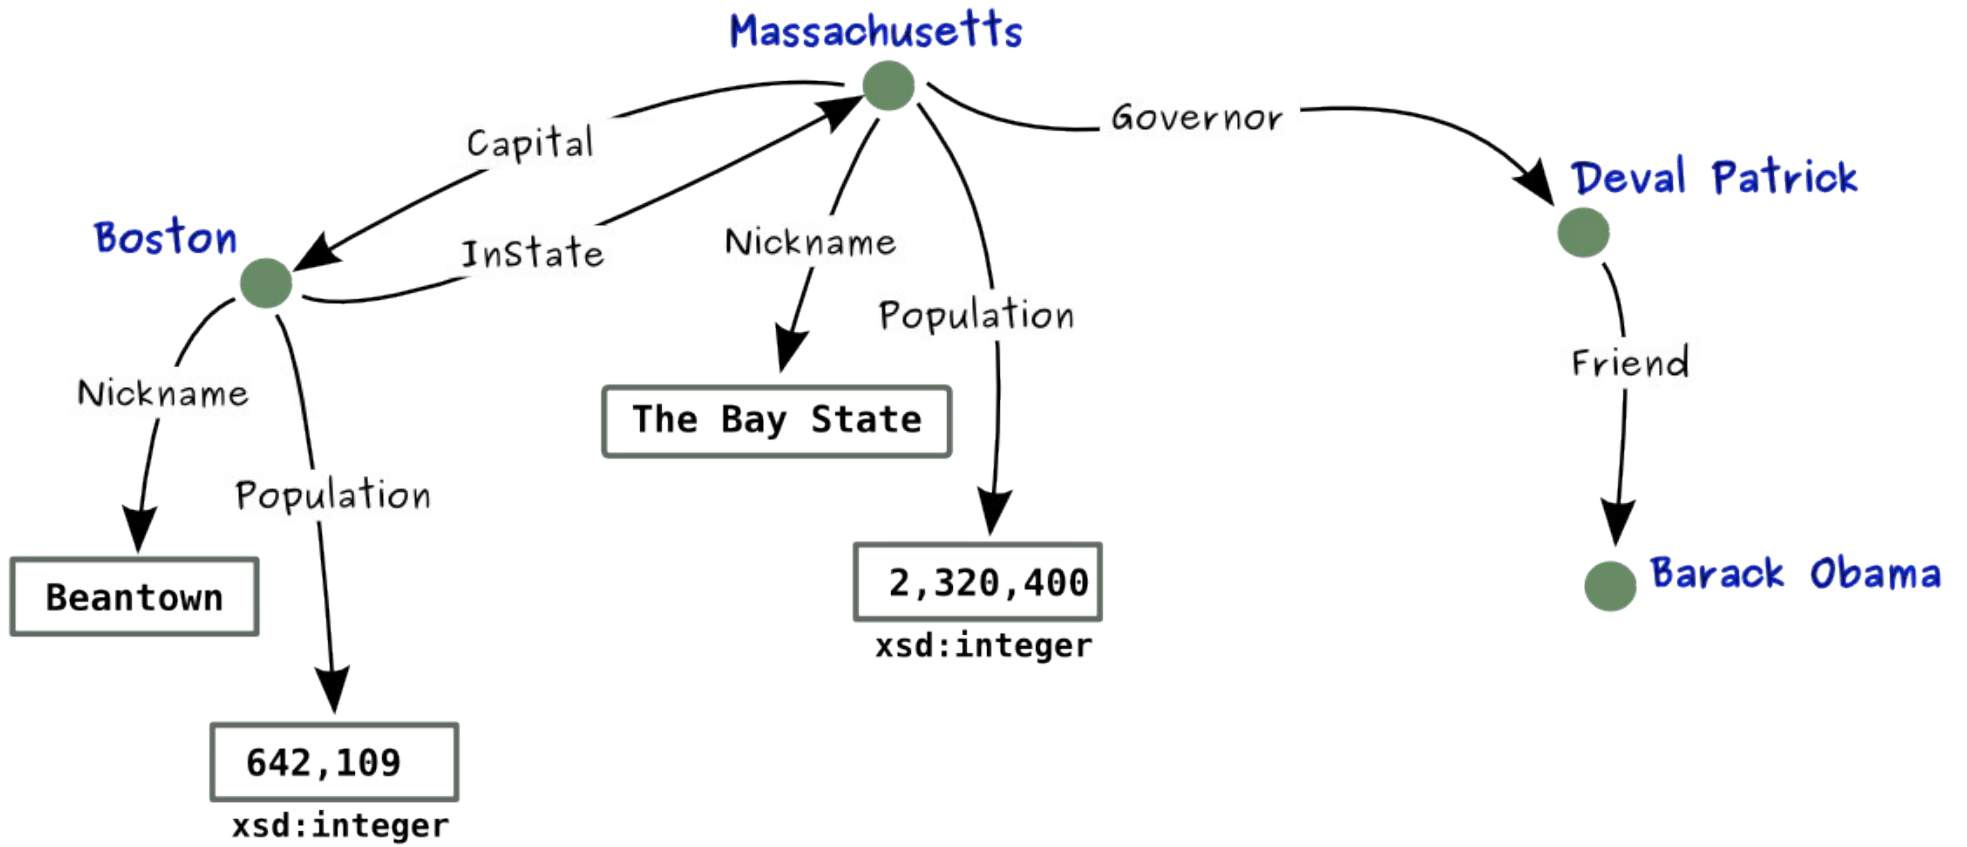 Massachusetts
Capital
Governor
Deval Patrick
Boston
InState
Nickname
Population
Friend
Nickname
The Bay State
Population
Beantown
2,320,400
xsd:integer
Barack Obama
642,109
xsd:integer